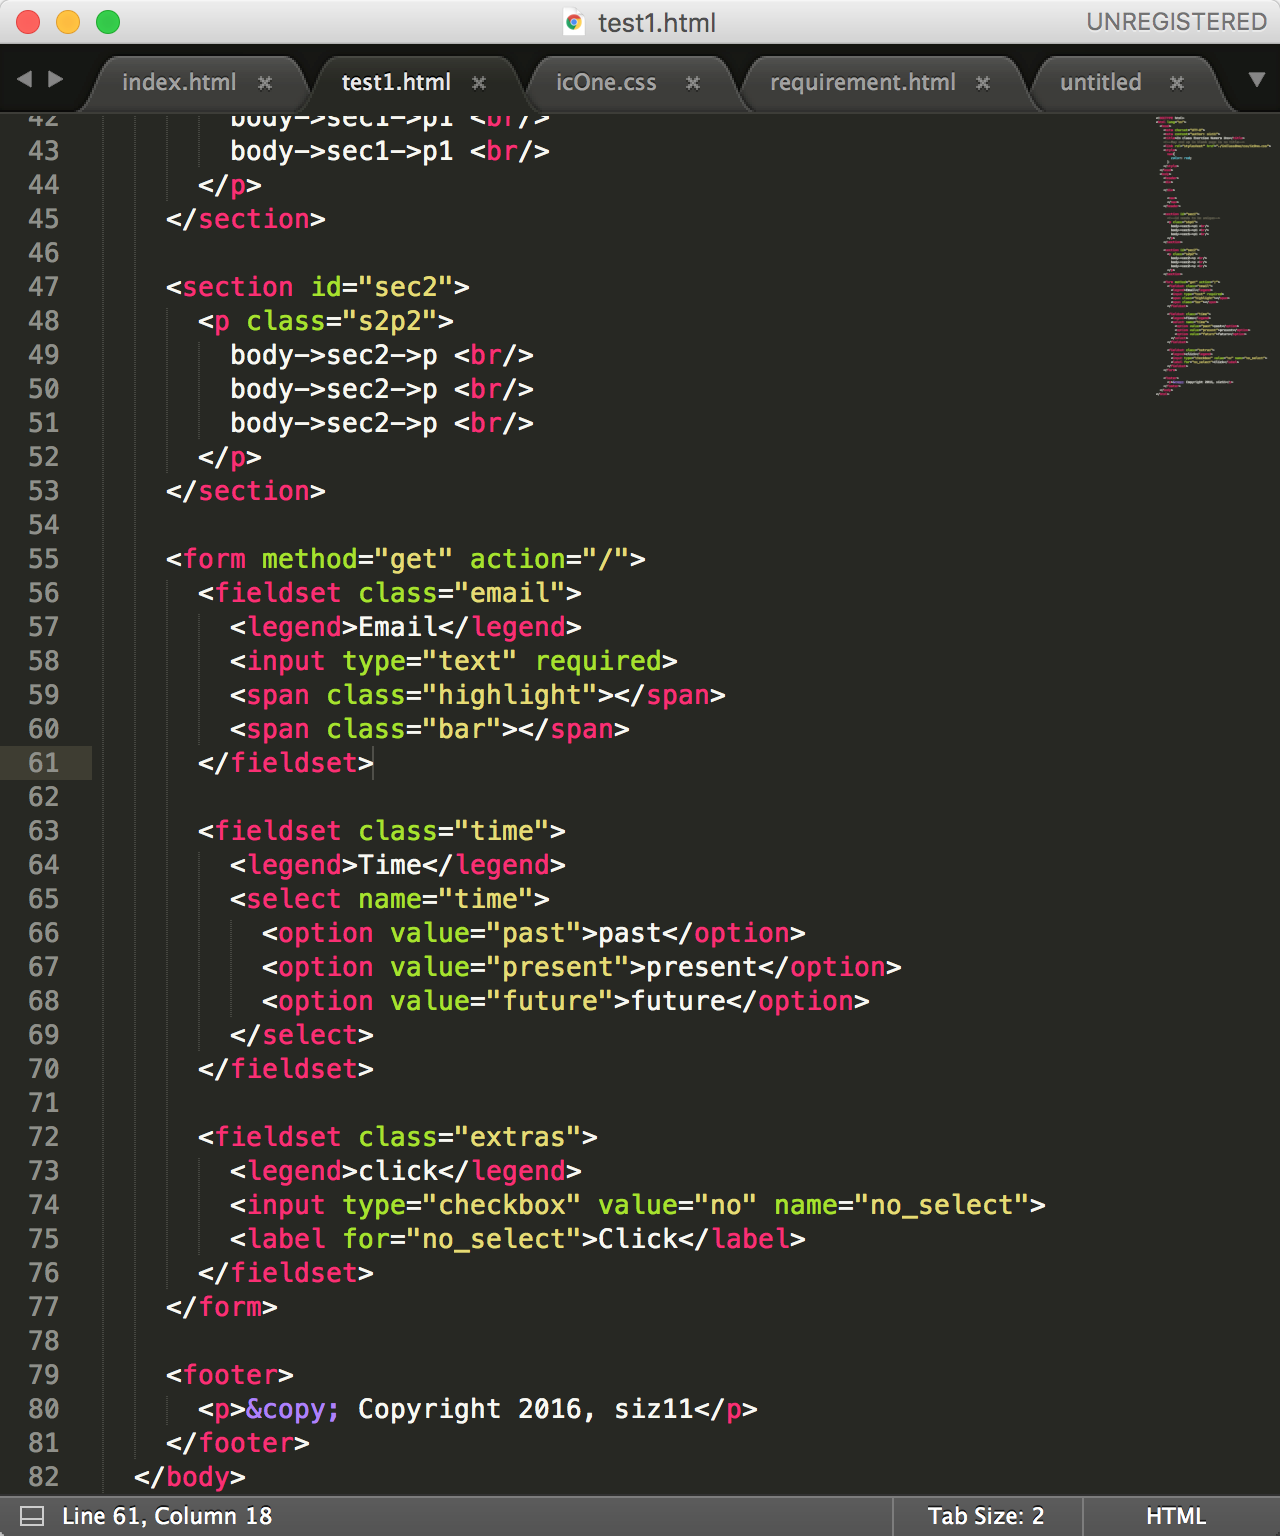 test1.html
UNREGISTERED
index.html
test1.html
icOne.css
requirement.html
untitled
42 body->sec1->p1 <br/>
43 body->sec1->p1 <br/>
44 </p>
45 </section>
46
47 <section id="sec2">
48 <p class="s2p2">
49 body->sec2->p <br/>
50 body->sec2->p <br/>
51 body->sec2->p <br/>
52 </p>
53 </section>
54
55 <form method="get" action="/">
56 <fieldset class="email">
57 <legend>Email</legend>
58 <input type="text" required>
59 <span class="highlight"></span>
60 <span class="bar"></span>
61 </fieldset>
62
63 <fieldset class="time">
64 <legend>Time</legend>
65 <select name="time">
66 <option value="past">past</option>
67 <option value="present">present</option>
68 <option value="future">future</option>
69 </select>
70 </fieldset>
71
72 <fieldset class="extras">
73 <legend>click</legend>
74 <input type="checkbox" value="no" name="no_select">
75 <label for="no_select">Click</label>
76 </fieldset>
77 </form>
78
79 <footer>
80 <p>&copy; Copyright 2016, siz11</p>
81 </footer>
82 </body>
Line 61, Column 18
Tab Size: 2
HTML